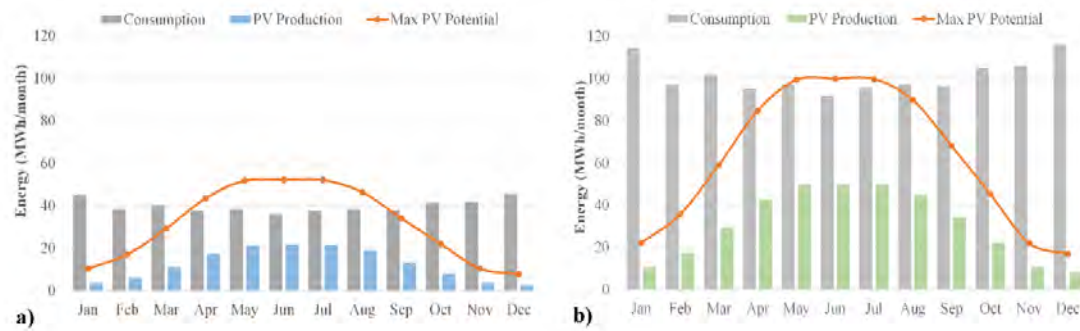 Consumption PV Production Max PV Potential
120
100
80
60
40
20
0
Energy (MWh/month)
Jan Feb Mar Apr May Jun Jul Aug Sep Oct Nov Dec
a)
Consumption PV Production Max PV Potential
120
100
80
60
40
20
0
Energy (MWh/month)
Jan Feb Mar Apr May Jun Jul Aug Sep Oct Nov Dec
b)